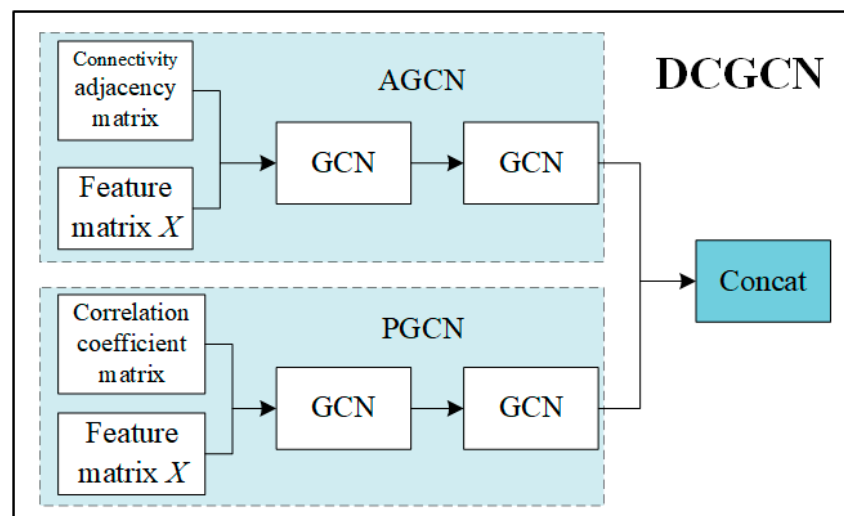 DCGCN
AGCN
Connectivity
adjacency
matrix
Feature
matrix X
GCN
GCN
Concat
PGCN
Correlation
coefficient
matrix
Feature
matrix X
GCN
GCN